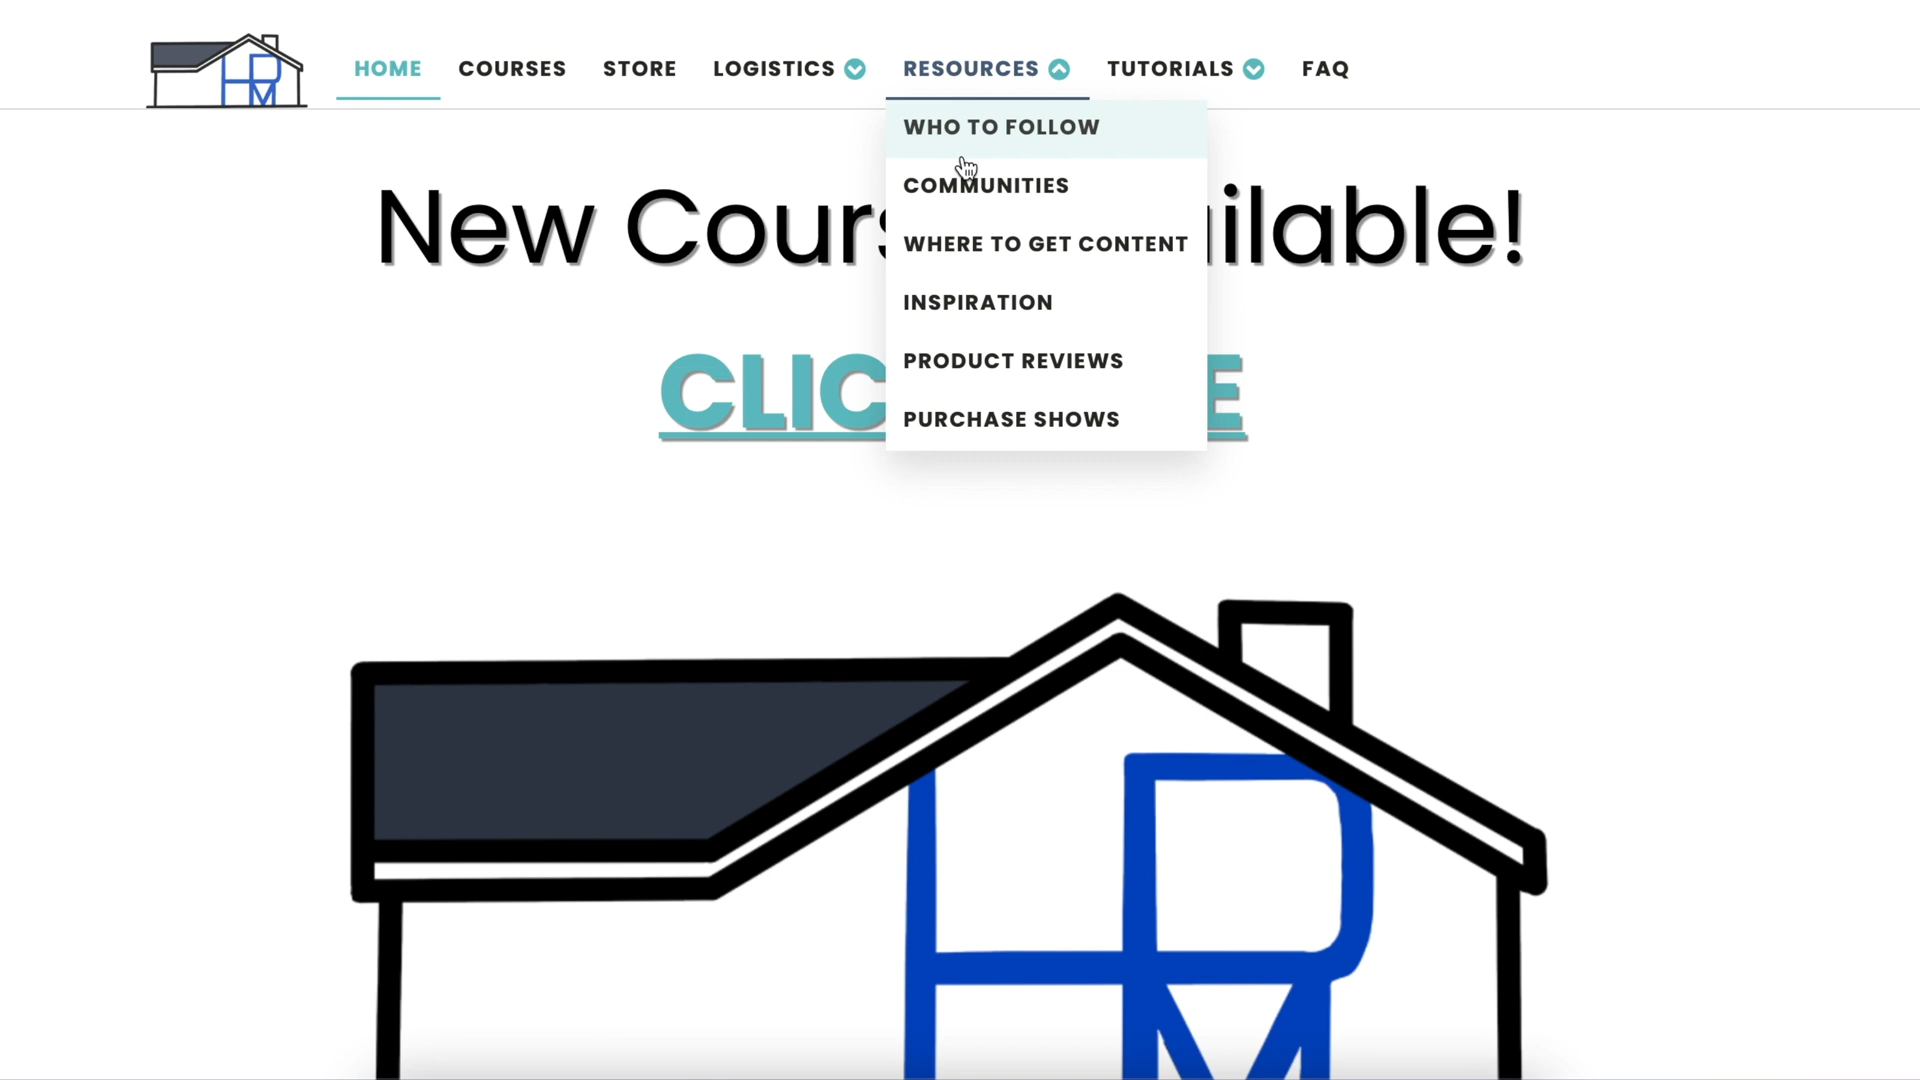 HOME COURSES STORE LOGISTICS RESOURCES TUTORIALS FAQ
WHO TO FOLLOW
COMMUNITIES
WHERE TO GET CONTENT
INSPIRATION
PRODUCT REVIEWS
PURCHASE SHOWS
New Cours ilable!
CLIC E
HRM